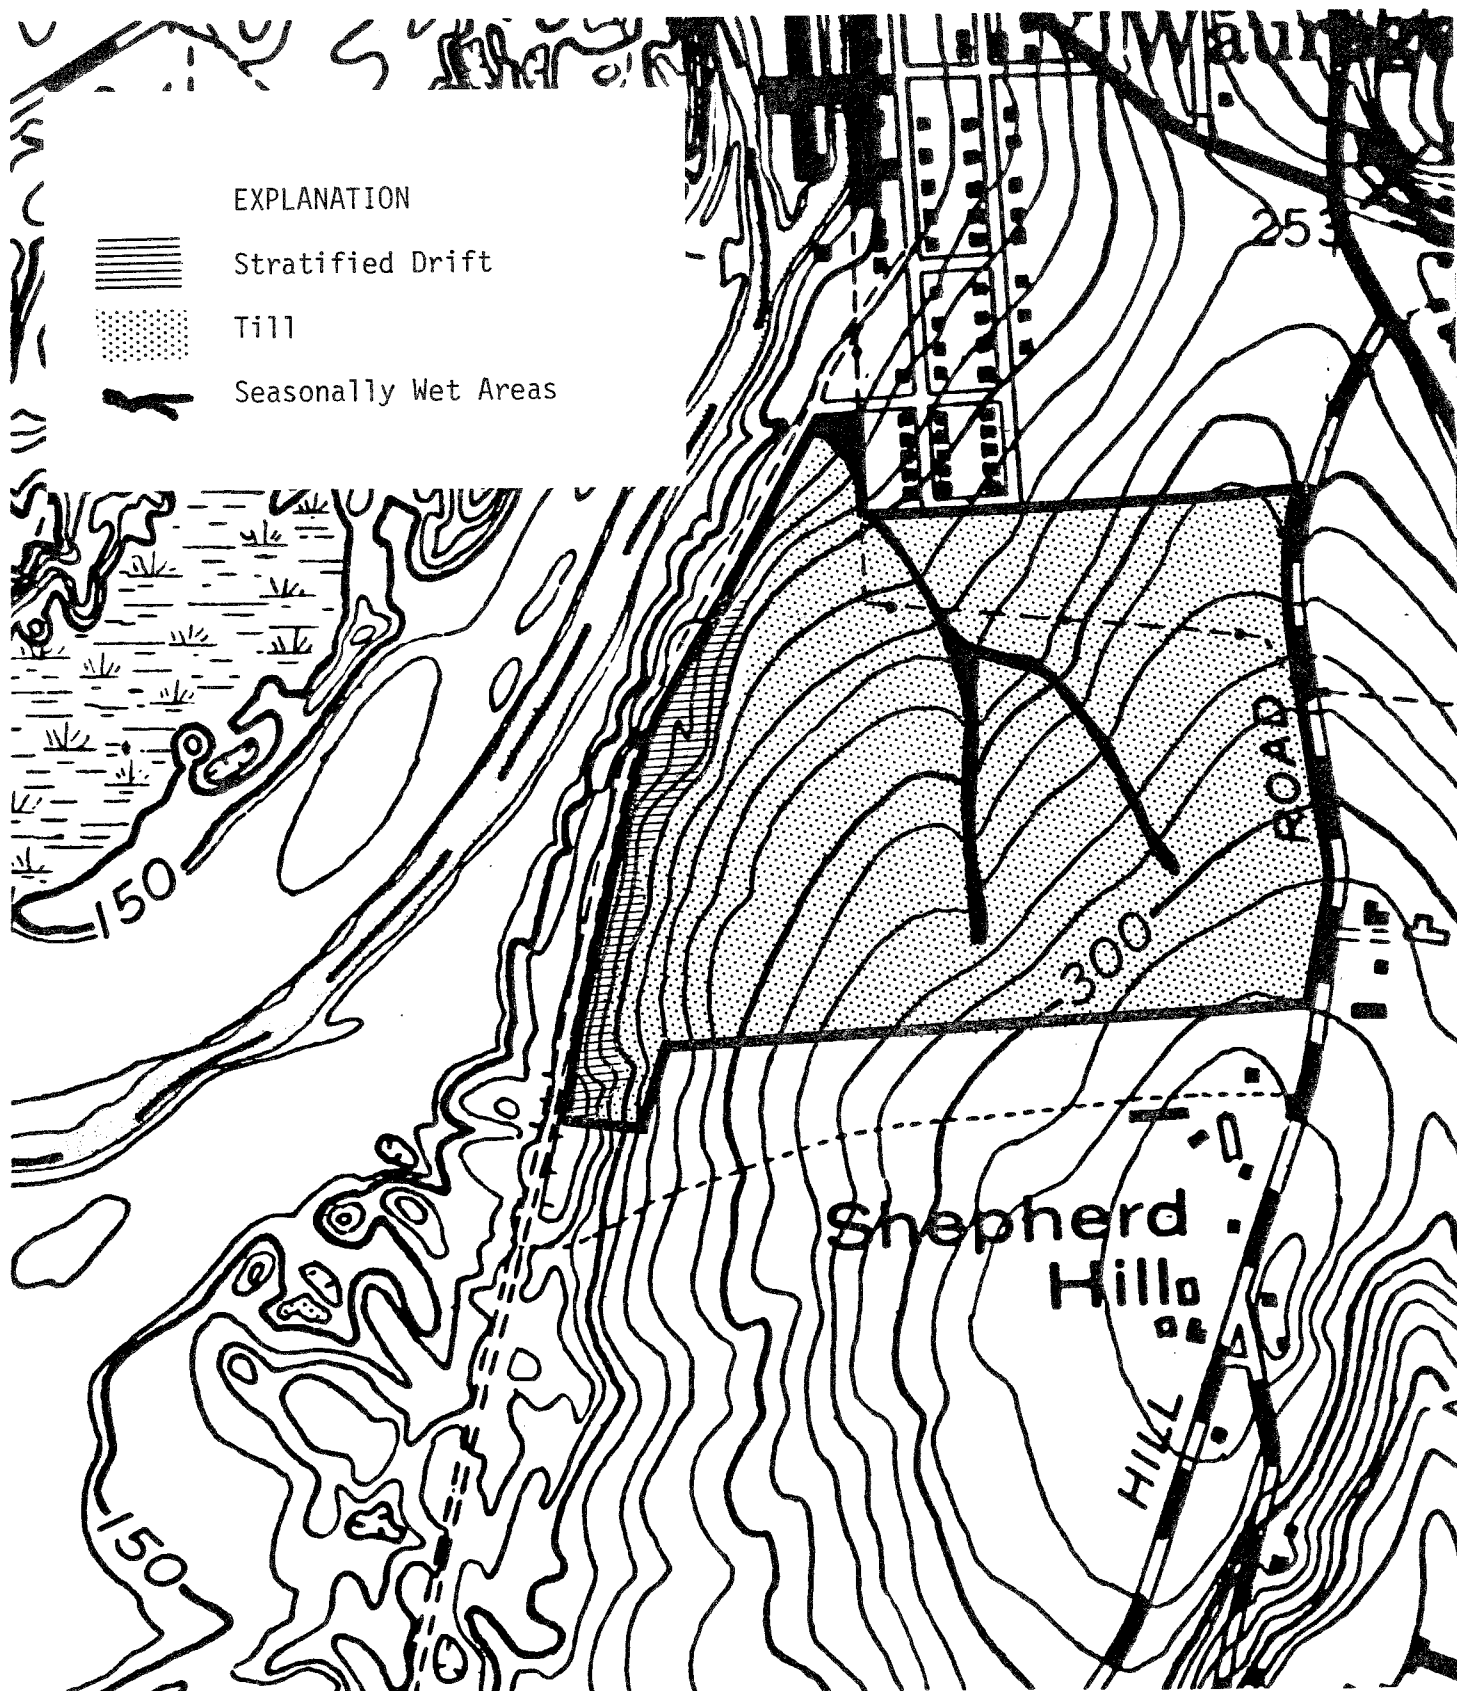 EXPLANATION
Stratified Drift
Till
Seasonally Wet Areas
253
ROAD
150
300
Shepherd
Hill
HILL
150